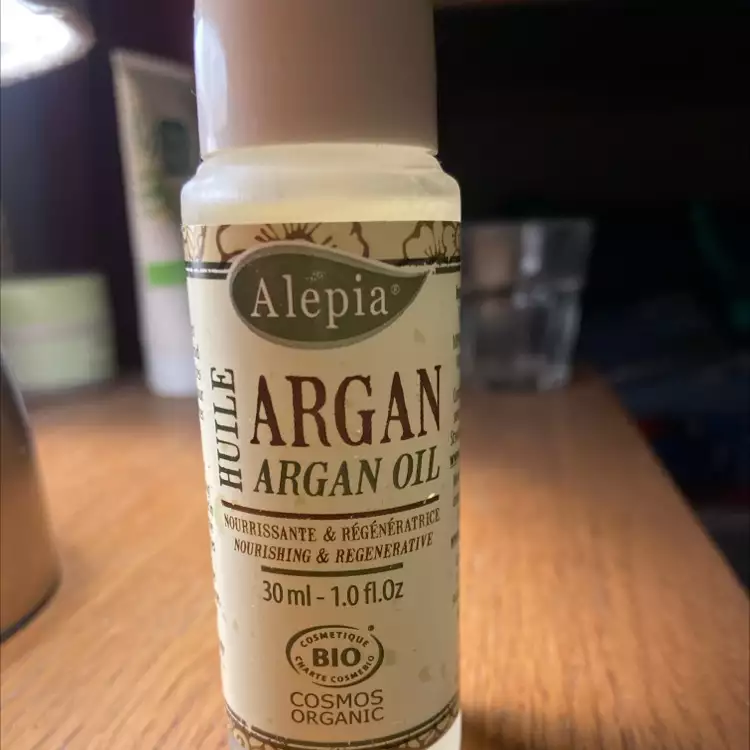 Alepia®
HUILE
ARGAN
ARGAN OIL
NOURRISSANTE & RÉGÉNÉRATRICE
NOURISHING & REGENERATIVE
30 ml - 1.0 fl.Oz
COSMETIQUE
BIO
CHARTE COSMEBIO
COSMOS
ORGANIC